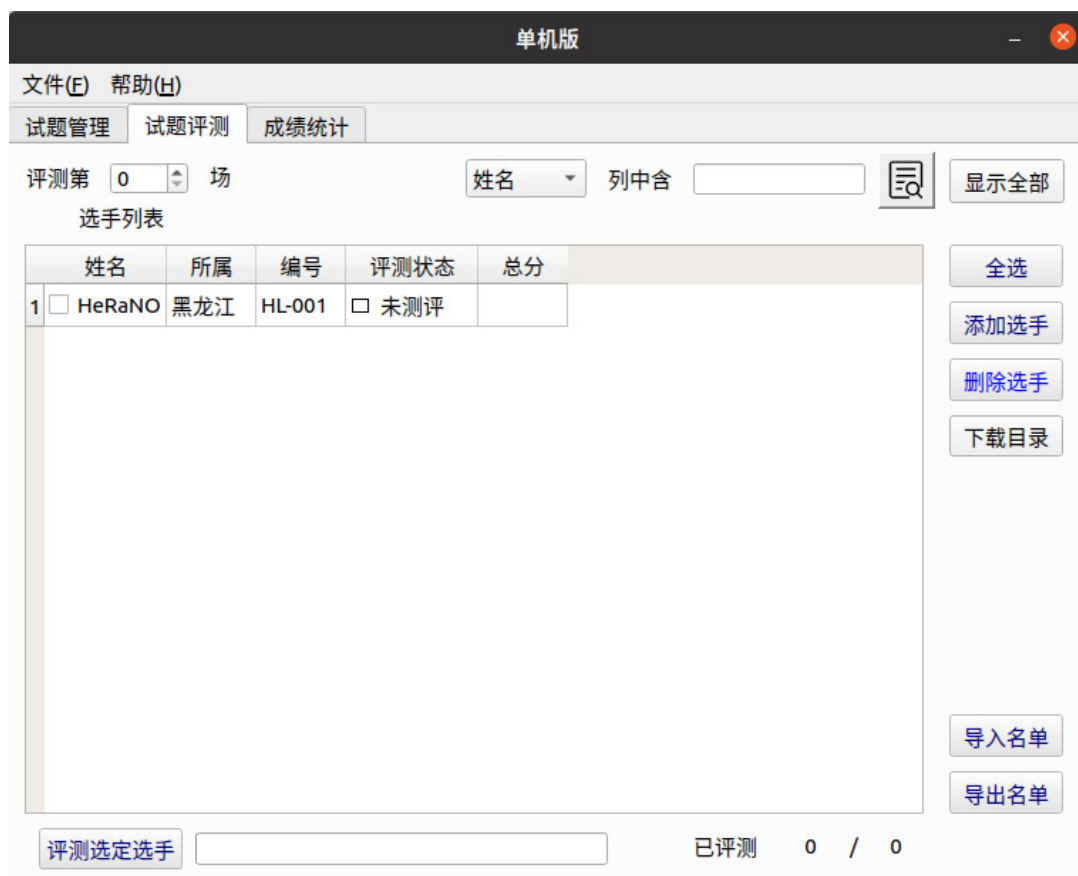 单机版
文件(F) 帮助(H)
试题管理 试题评测 成绩统计
评测第 0 场 姓名 列中含 显示全部
选手列表
姓名 所属 编号 评测状态 总分
1 HeRaNO 黑龙江 HL-001 未测评
全选
添加选手
删除选手
下载目录
导入名单
导出名单
评测选定选手 已评测 0 / 0